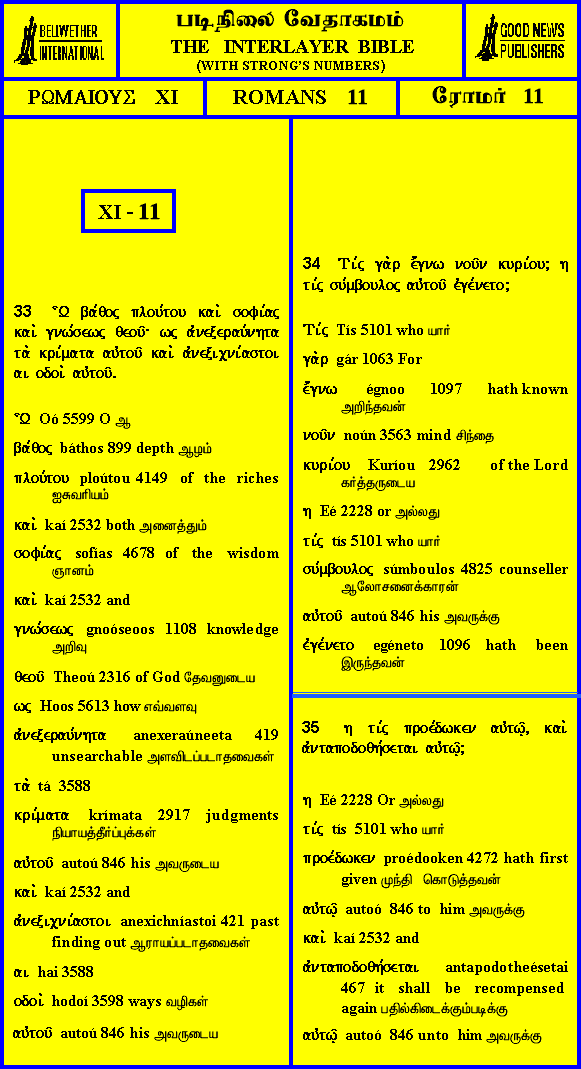 BELLWETHER
INTERNATIONAL
படிநிலை வேதாகமம்
THE INTERLAYER BIBLE
(WITH STRONG'S NUMBERS)
GOOD NEWS
PUBLISHERS
ΡΩΜΑΙΟΥΣ XI
ROMANS 11
ரோமர் 11
XI - 11
33 Ὦ βάθος πλούτου καὶ σοφίας
καὶ γνώσεως θεοῦ· ως ἀνεξεραύνητα
τὰ κρίματα αὐτοῦ καὶ ἀνεξιχνίαστοι
αι οδοὶ αὐτοῦ.
Ὦ Oó 5599 O ஆ
βάθος báthos 899 depth ஆழம்
πλούτου ploútou 4149 of the riches
ஐசுவரியம்
καὶ kaí 2532 both அனைத்தும்
σοφίας sofías 4678 of the wisdom
ஞானம்
καὶ kaí 2532 and
γνώσεως gnoóseoos 1108 knowledge
அறிவு
θεοῦ Theoú 2316 of God தேவனுடைய
ως Hoos 5613 how எவ்வளவு
ἀνεξεραύνητα anexeraúneeta 419
unsearchable அளவிடப்படாதவைகள்
τὰ tá 3588
κρίματα krímata 2917 judgments
நியாயத்தீர்ப்புக்கள்
αὐτοῦ autoú 846 his அவருடைய
καὶ kaí 2532 and
ἀνεξιχνίαστοι anexichníastoi 421 past
finding out ஆராயப்படாதவைகள்
αι hai 3588
οδοὶ hodoí 3598 ways வழிகள்
αὐτοῦ autoú 846 his அவருடைய
34 Τίς γὰρ ἔγνω νοῦν κυρίου; η
τίς σύμβουλος αὐτοῦ ἐγένετο;
Τίς Tís 5101 who யார்
γὰρ gár 1063 For
ἔγνω égnoo 1097 hath known
அறிந்தவன்
νοῦν noún 3563 mind சிந்தை
κυρίου Kuríou 2962 of the Lord
கர்த்தருடைய
η Eé 2228 or அல்லது
τίς tís 5101 who யார்
σύμβουλος súmboulos 4825 counseller
ஆலோசனைக்காரன்
αὐτοῦ autoú 846 his அவருக்கு
ἐγένετο egéneto 1096 hath been
இருந்தவன்
35 η τίς προέδωκεν αὐτῷ, καὶ
ἀνταποδοθήσεται αὐτῷ;
η Eé 2228 Or அல்லது
τίς tís 5101 who யார்
προέδωκεν proédooken 4272 hath first
given முந்தி கொடுத்தவன்
αὐτῷ autoó 846 to him அவருக்கு
καὶ kaí 2532 and
ἀνταποδοθήσεται antapodotheésetai
467 it shall be recompensed
again பதில்கிடைக்கும்படிக்கு
αὐτῷ autoó 846 unto him அவருக்கு